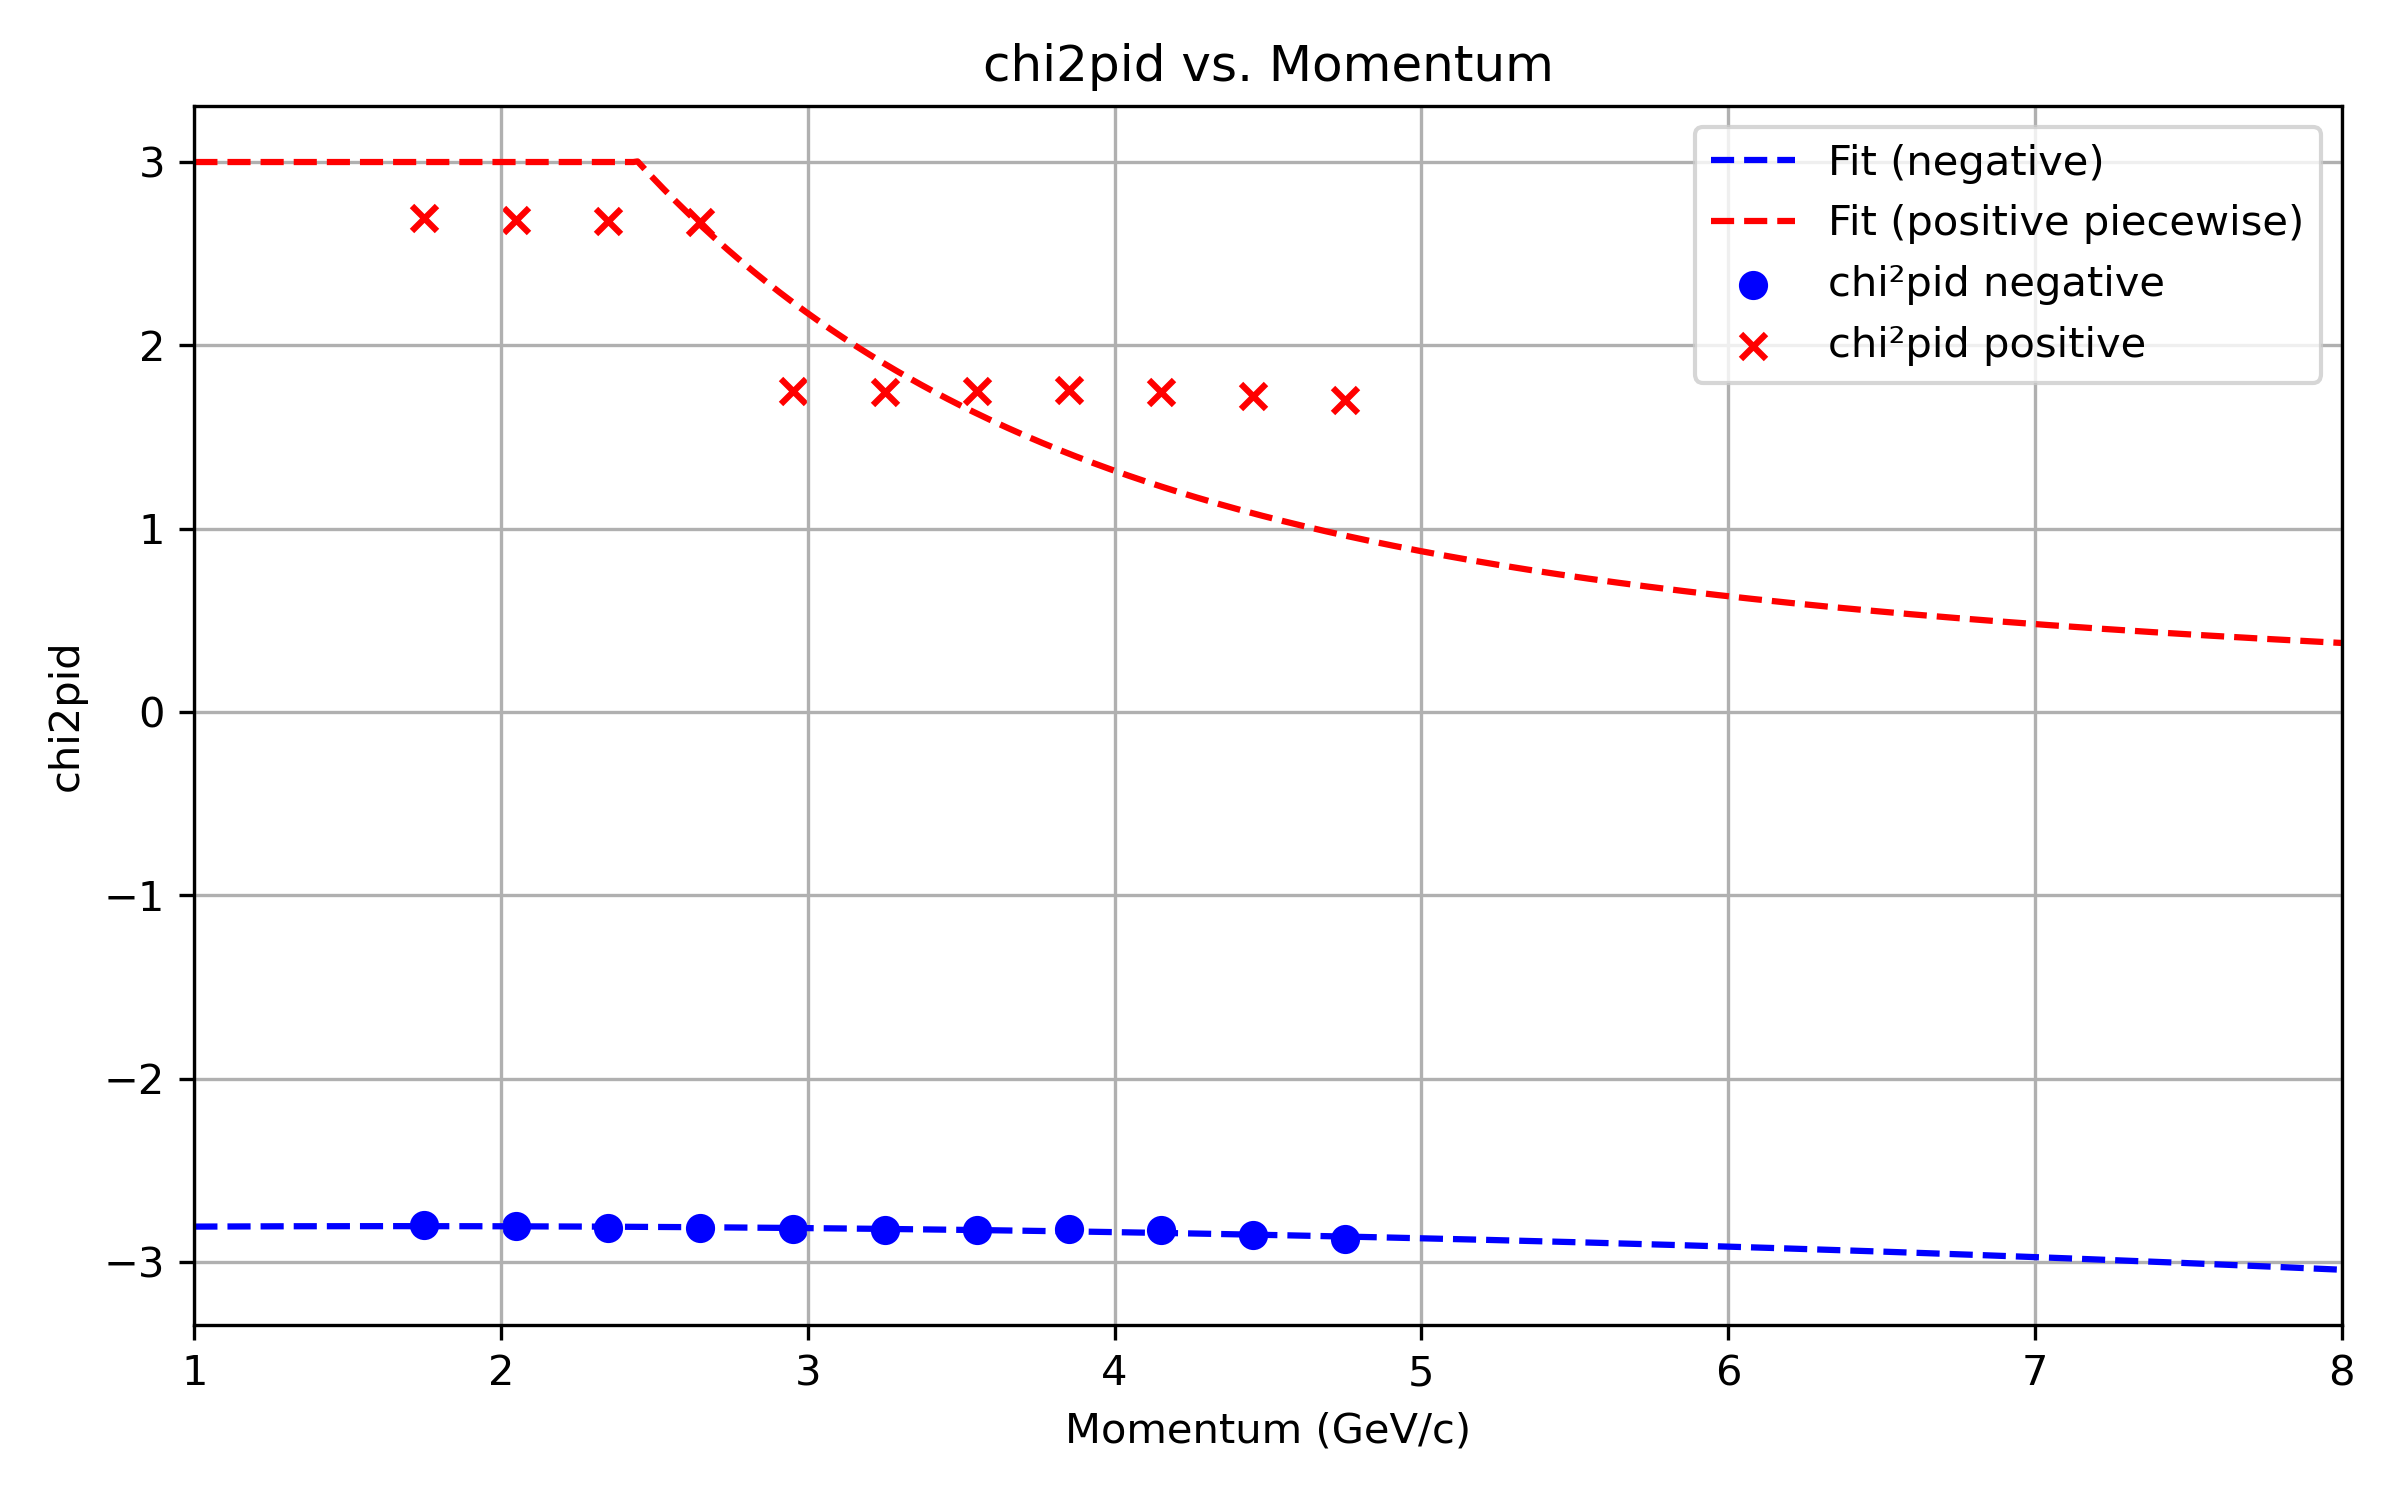 chi2pid vs. Momentum
Fit (negative)
Fit (positive piecewise)
chi²pid negative
chi²pid positive
chi2pid
3
2
1
0
−1
−2
−3
1 2 3 4 5 6 7 8
Momentum (GeV/c)